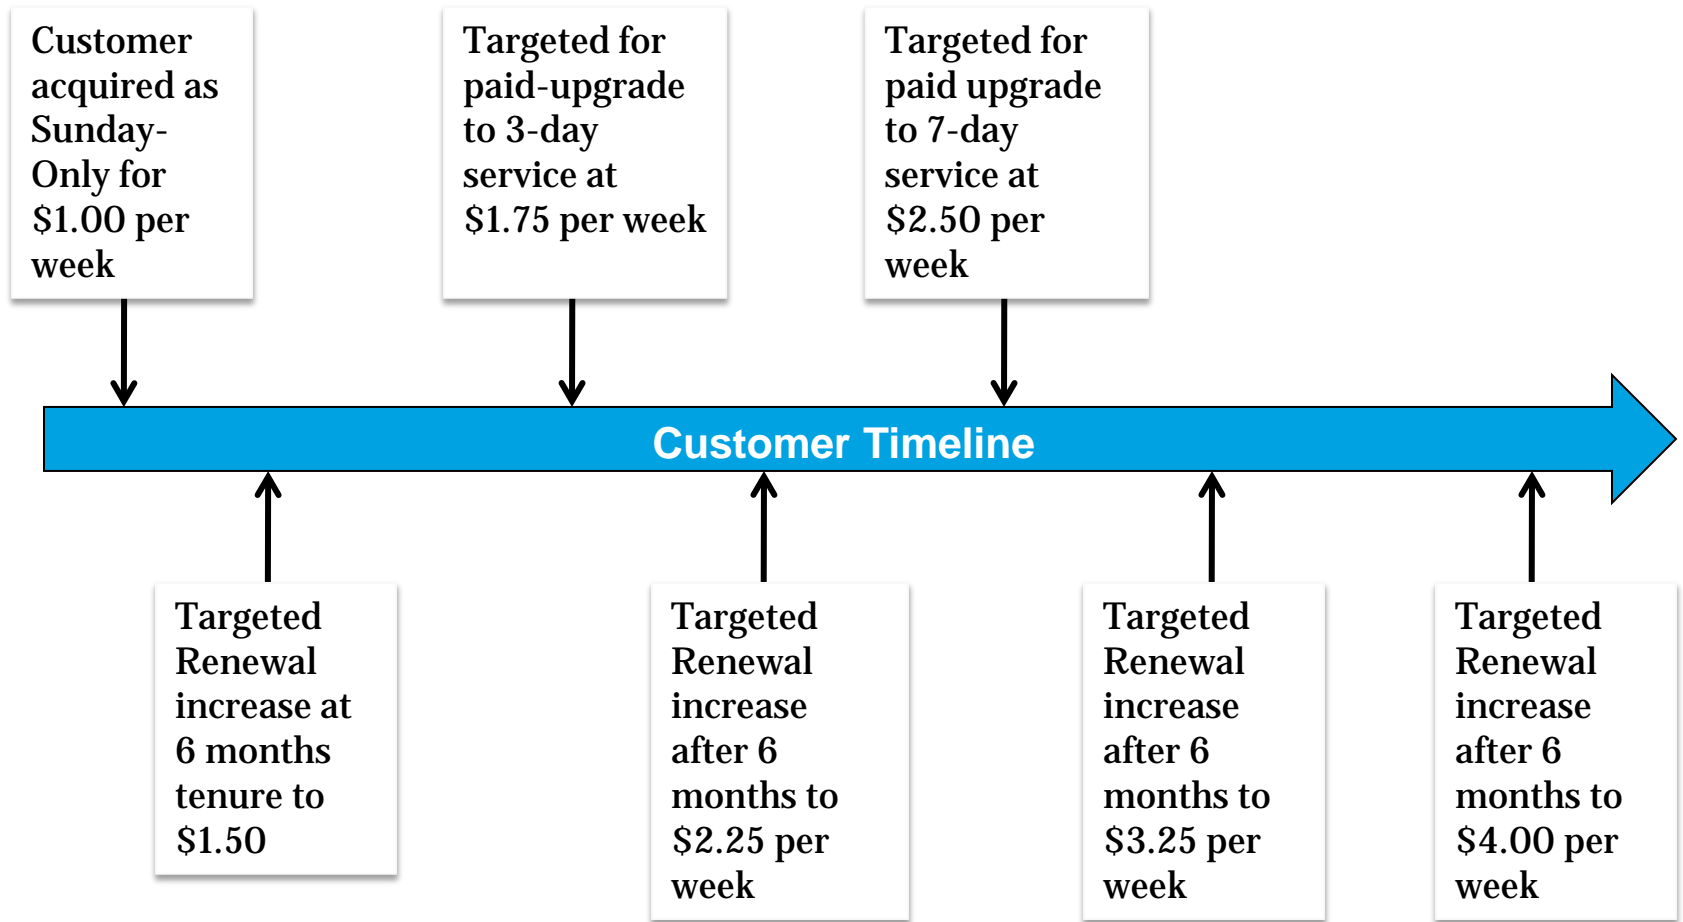 Customer
acquired as
Sunday-
Only for
$1.00 per
week
Targeted for
paid-upgrade
to 3-day
service at
$1.75 per week
Targeted for
paid upgrade
to 7-day
service at
$2.50 per
week
Customer Timeline
Targeted
Renewal
increase at
6 months
tenure to
$1.50
Targeted
Renewal
increase
after 6
months to
$2.25 per
week
Targeted
Renewal
increase
after 6
months to
$3.25 per
week
Targeted
Renewal
increase
after 6
months to
$4.00 per
week